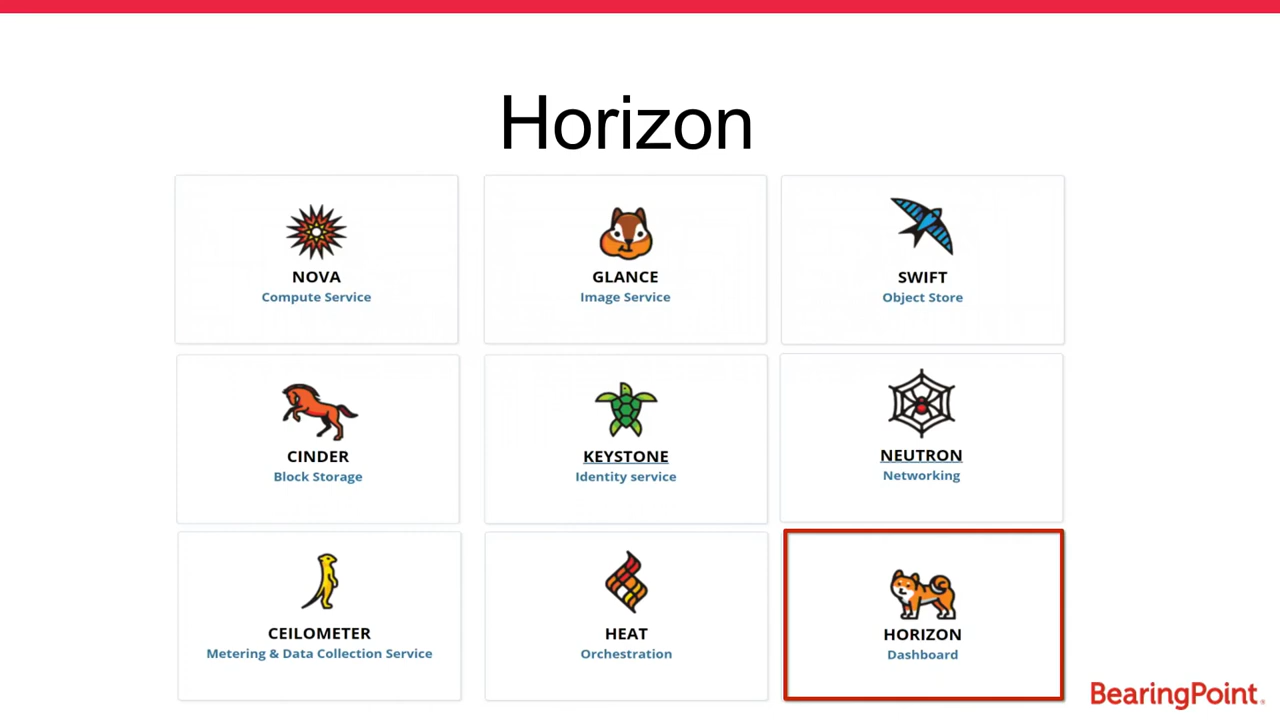 Horizon
NOVA
Compute Service
GLANCE
Image Service
SWIFT
Object Store
CINDER
Block Storage
KEYSTONE
Identity service
NEUTRON
Networking
CEILOMETER
Metering & Data Collection Service
HEAT
Orchestration
HORIZON
Dashboard
BearingPoint®